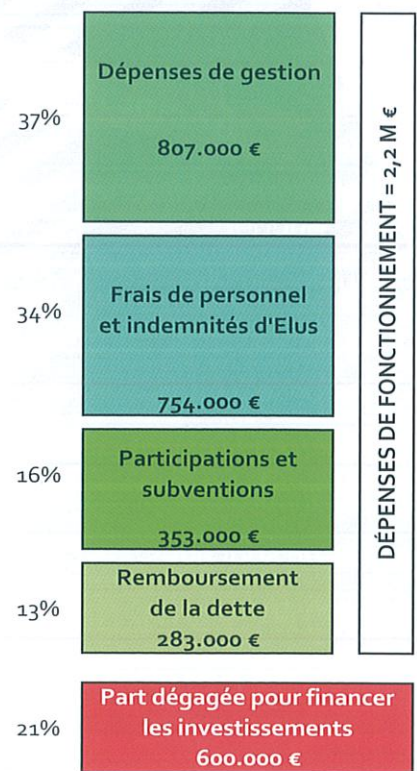 37%
Dépenses de gestion
807.000 €
34%
Frais de personnel
et indemnités d'Elus
754.000 €
16%
Participations et
subventions
353.000 €
13%
Remboursement
de la dette
283.000 €
21%
Part dégagée pour financer
les investissements
600.000 €
DÉPENSES DE FONCTIONNEMENT = 2,2 M €